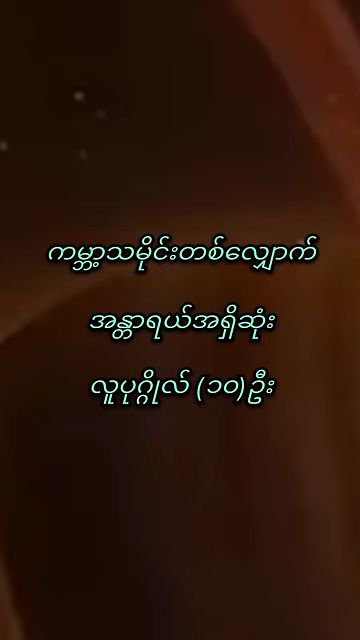 ကမ္ဘာ့သမိုင်းတစ်လျှောက်
အန္တာရယ်အရှိဆုံး
လူပုဂ္ဂိုလ် (၁၀)ဦး